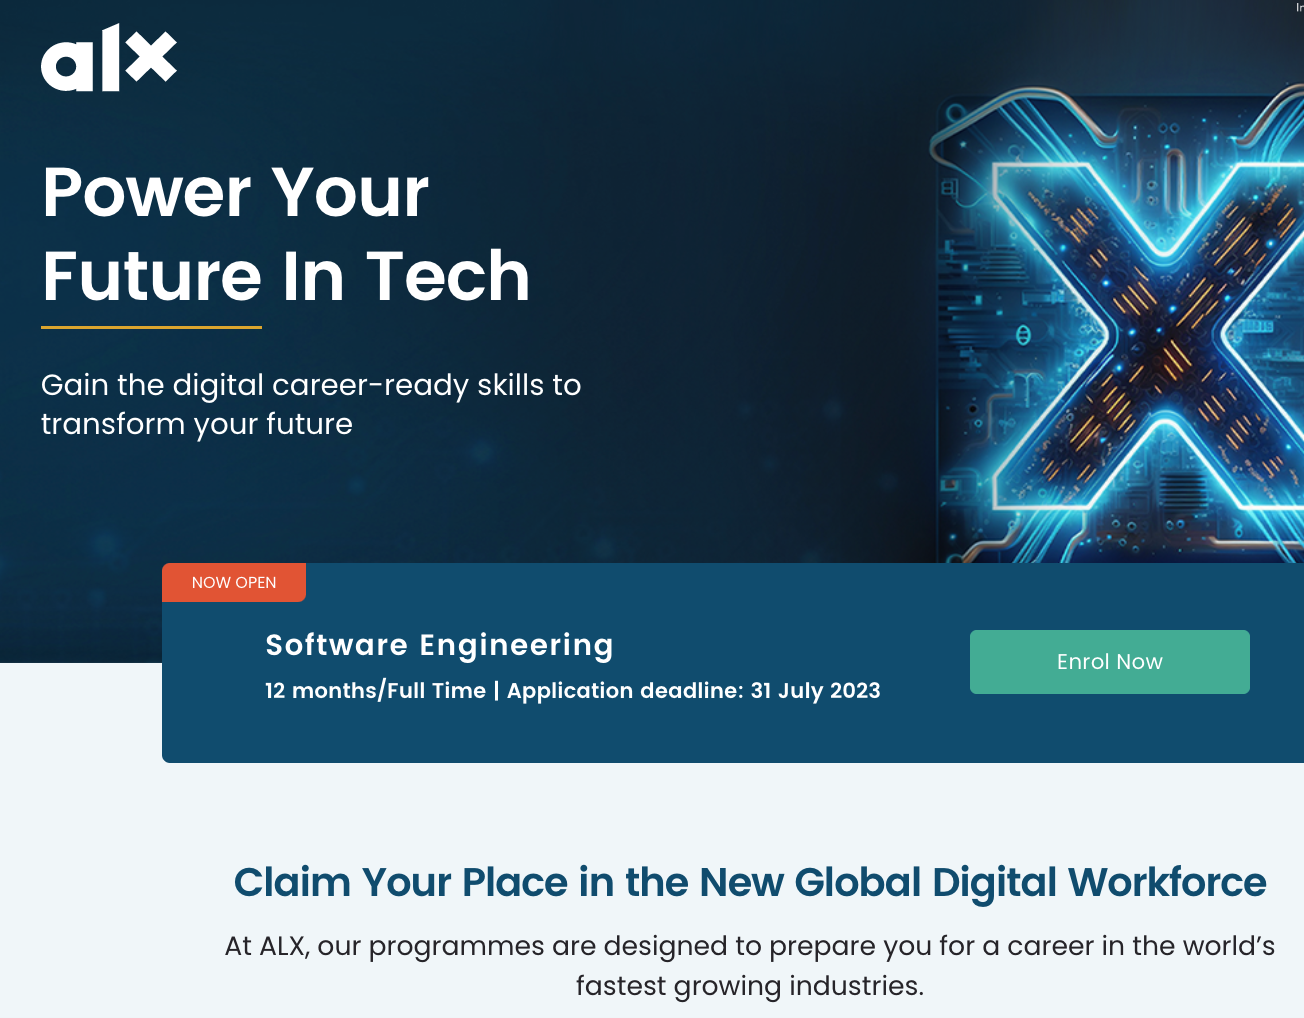 alx
Power Your
Future In Tech
Gain the digital career-ready skills to
transform your future
NOW OPEN
Software Engineering
12 months/Full Time | Application deadline: 31 July 2023
Enrol Now
Claim Your Place in the New Global Digital Workforce
At ALX, our programmes are designed to prepare you for a career in the world’s
fastest growing industries.